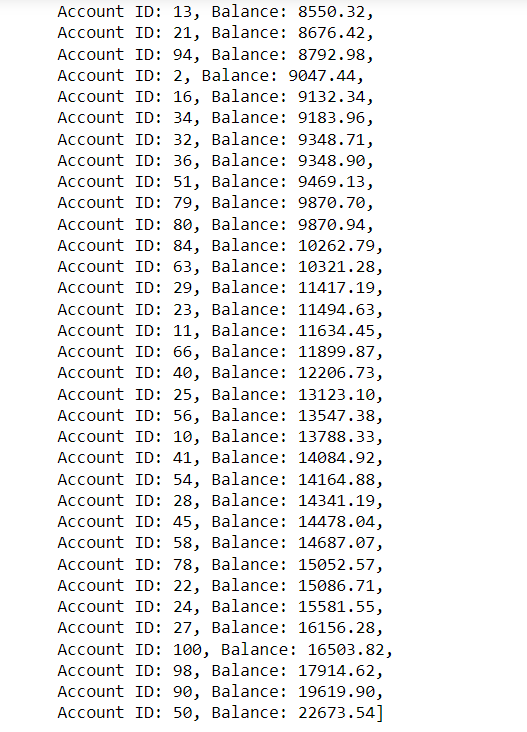 Account ID: 13, Balance: 8550.32,
Account ID: 21, Balance: 8676.42,
Account ID: 94, Balance: 8792.98,
Account ID: 2, Balance: 9047.44,
Account ID: 16, Balance: 9132.34,
Account ID: 34, Balance: 9183.96,
Account ID: 32, Balance: 9348.71,
Account ID: 36, Balance: 9348.90,
Account ID: 51, Balance: 9469.13,
Account ID: 79, Balance: 9870.70,
Account ID: 80, Balance: 9870.94,
Account ID: 84, Balance: 10262.79,
Account ID: 63, Balance: 10321.28,
Account ID: 29, Balance: 11417.19,
Account ID: 23, Balance: 11494.63,
Account ID: 11, Balance: 11634.45,
Account ID: 66, Balance: 11899.87,
Account ID: 40, Balance: 12206.73,
Account ID: 25, Balance: 13123.10,
Account ID: 56, Balance: 13547.38,
Account ID: 10, Balance: 13788.33,
Account ID: 41, Balance: 14084.92,
Account ID: 54, Balance: 14164.88,
Account ID: 28, Balance: 14341.19,
Account ID: 45, Balance: 14478.04,
Account ID: 58, Balance: 14687.07,
Account ID: 78, Balance: 15052.57,
Account ID: 22, Balance: 15086.71,
Account ID: 24, Balance: 15581.55,
Account ID: 27, Balance: 16156.28,
Account ID: 100, Balance: 16503.82,
Account ID: 98, Balance: 17914.62,
Account ID: 90, Balance: 19619.90,
Account ID: 50, Balance: 22673.54]